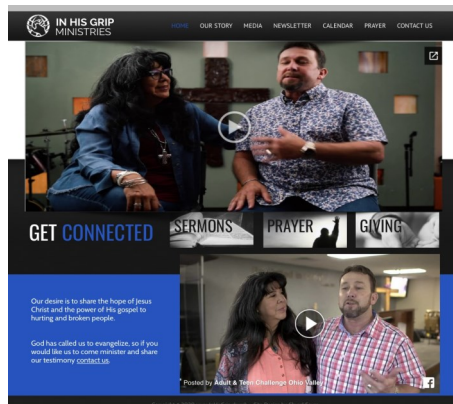 IN HIS GRIP
MINISTRIES
HOME OUR STORY MEDIA NEWSLETTER CALENDAR PRAYER CONTACT US
GET CONNECTED
SERMONS
PRAYER
GIVING
Our desire is to share the hope of Jesus
Christ and the power of His gospel to
hurting and broken people.
God has called us to evangelize, so if you
would like us to come minister and share
our testimony contact us.
Posted by Adult & Teen Challenge Ohio Valley